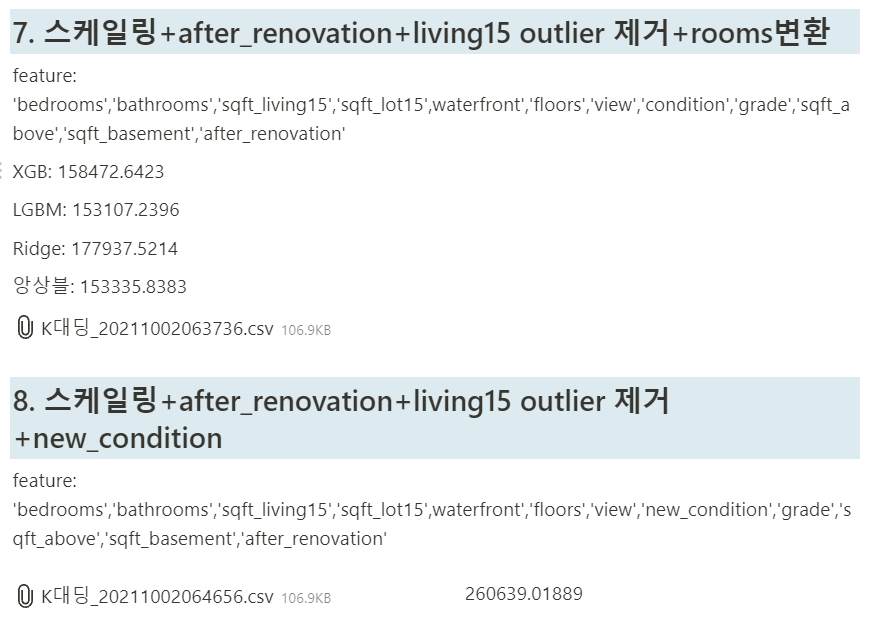 7. 스케일링+after_renovation+living15 outlier 제거+rooms변환
feature:
'bedrooms','bathrooms','sqft_living15','sqft_lot15',waterfront','floors','view','condition','grade','sqft_a
bove','sqft_basement','after_renovation'
XGB: 158472.6423
LGBM: 153107.2396
Ridge: 177937.5214
앙상블: 153335.8383
K대딩_20211002063736.csv 106.9KB
8. 스케일링+after_renovation+living15 outlier 제거
+new_condition
feature:
'bedrooms','bathrooms','sqft_living15','sqft_lot15',waterfront','floors','view','new_condition','grade','s
qft_above','sqft_basement','after_renovation'
K대딩_20211002064656.csv 106.9KB 260639.01889